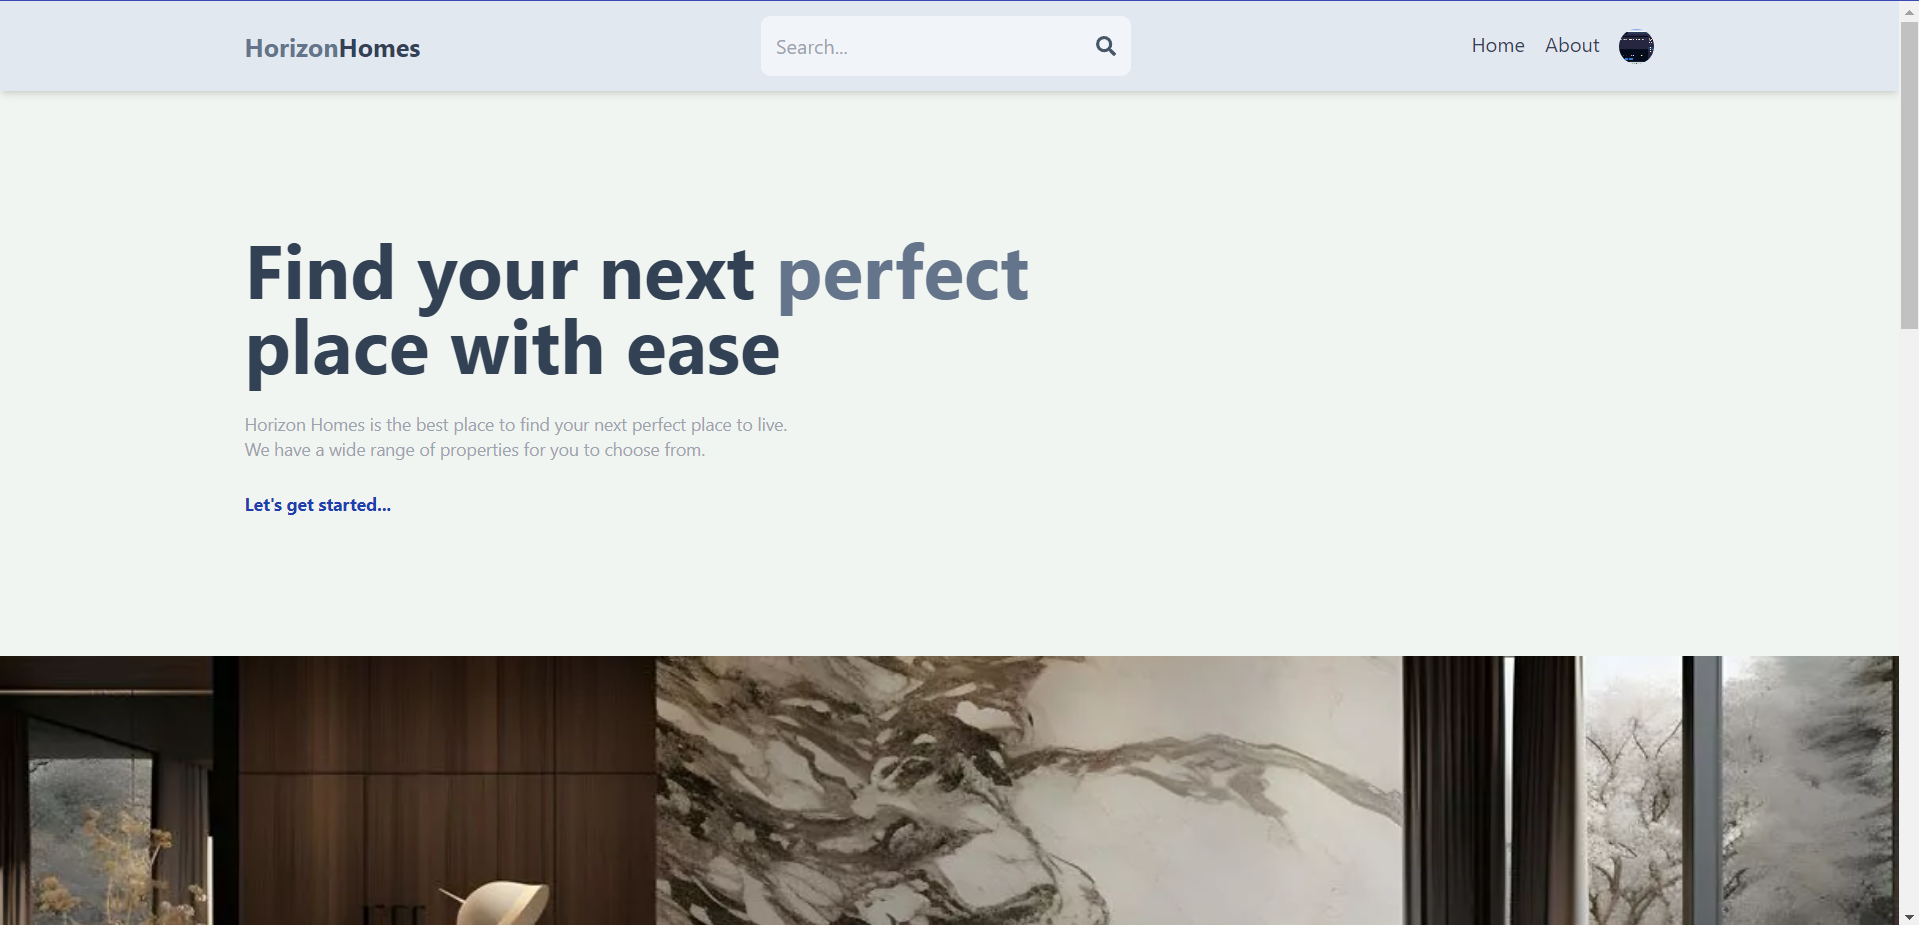 HorizonHomes
Search...
Home
About
Find your next perfect
place with ease
Horizon Homes is the best place to find your next perfect place to live.
We have a wide range of properties for you to choose from.
Let's get started...